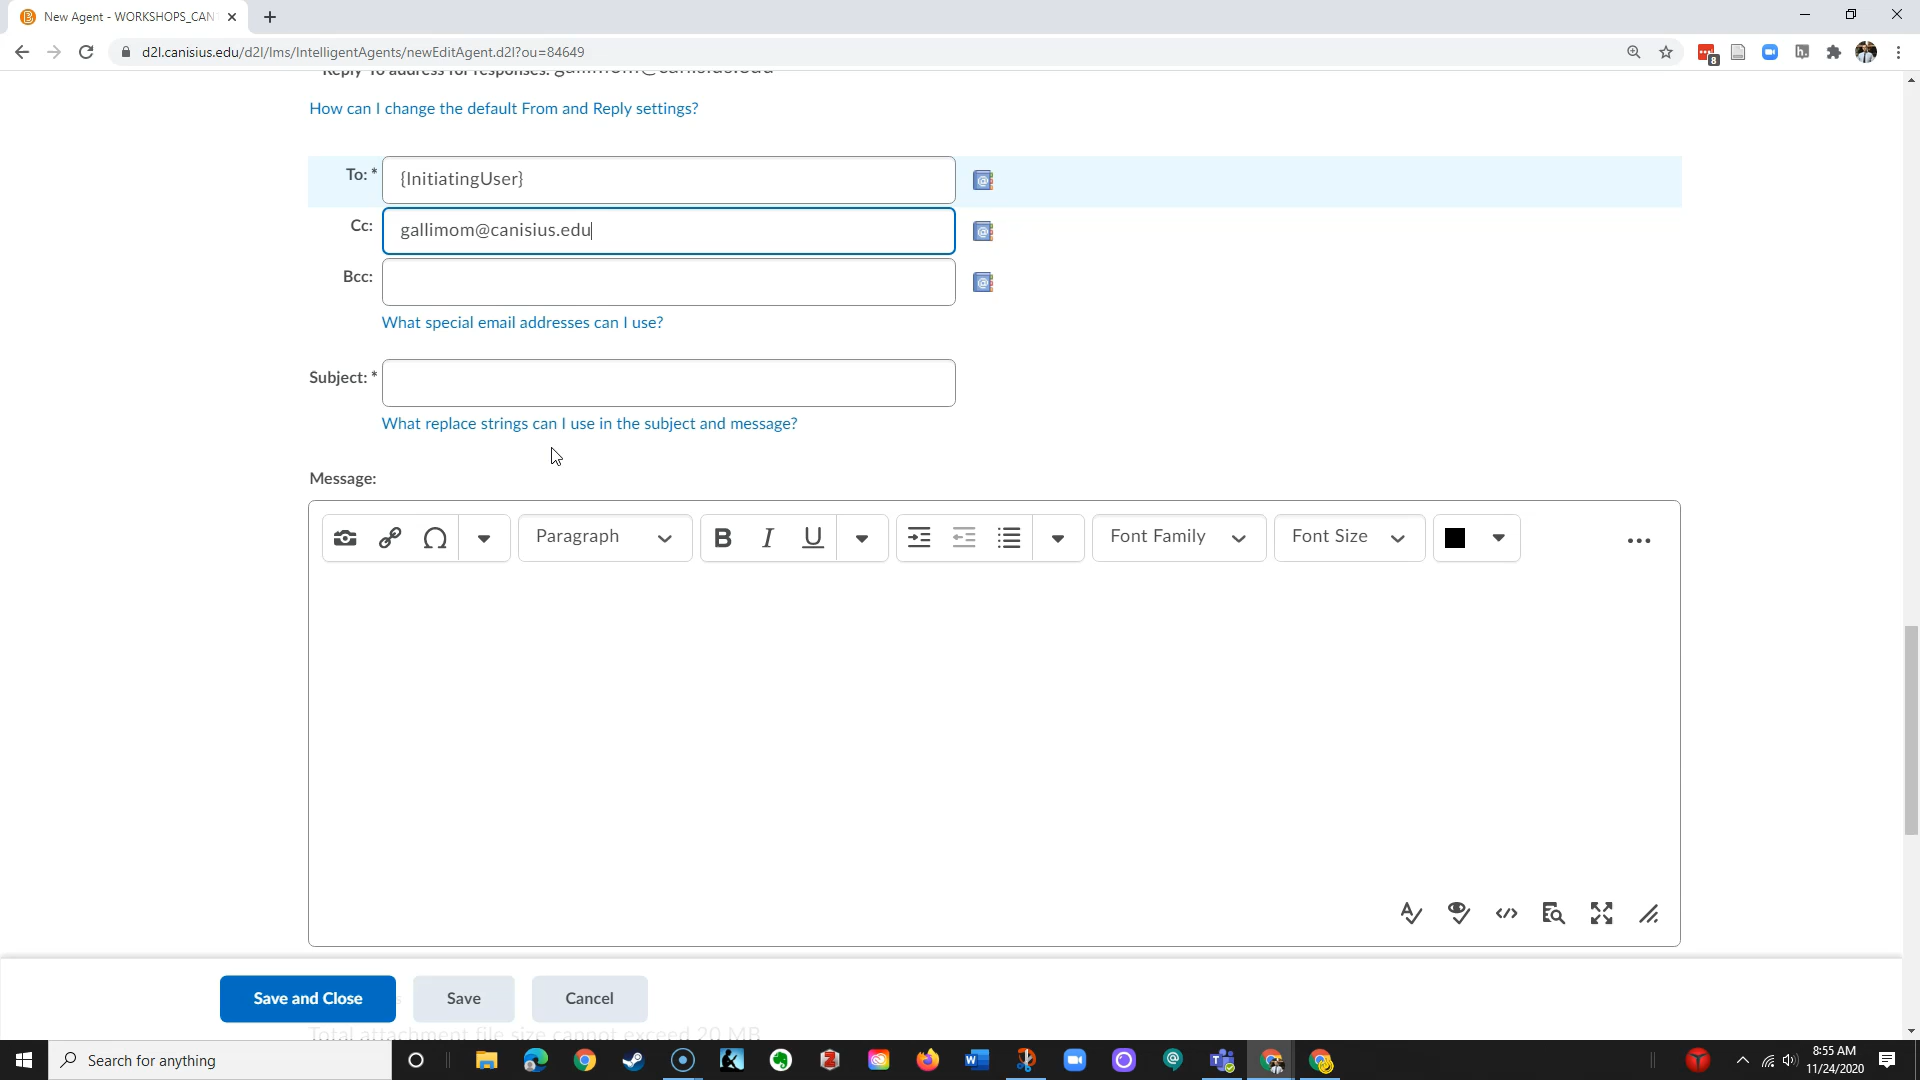 New Agent - WORKSHOPS_CAN
d2l.canisius.edu/d2l/lms/IntelligentAgents/newEditAgent.d2l?ou=84649
8
Reply-To address for responses: gallimom@canisius.edu
How can I change the default From and Reply settings?
To: * {InitiatingUser}
Cc: gallimom@canisius.edu
Bcc:
What special email addresses can I use?
Subject: *
What replace strings can I use in the subject and message?
Message:
Paragraph B I U Font Family Font Size
Save and Close Save Cancel
Total attachment file size cannot exceed 20 MB
Search for anything
8:55 AM
11/24/2020